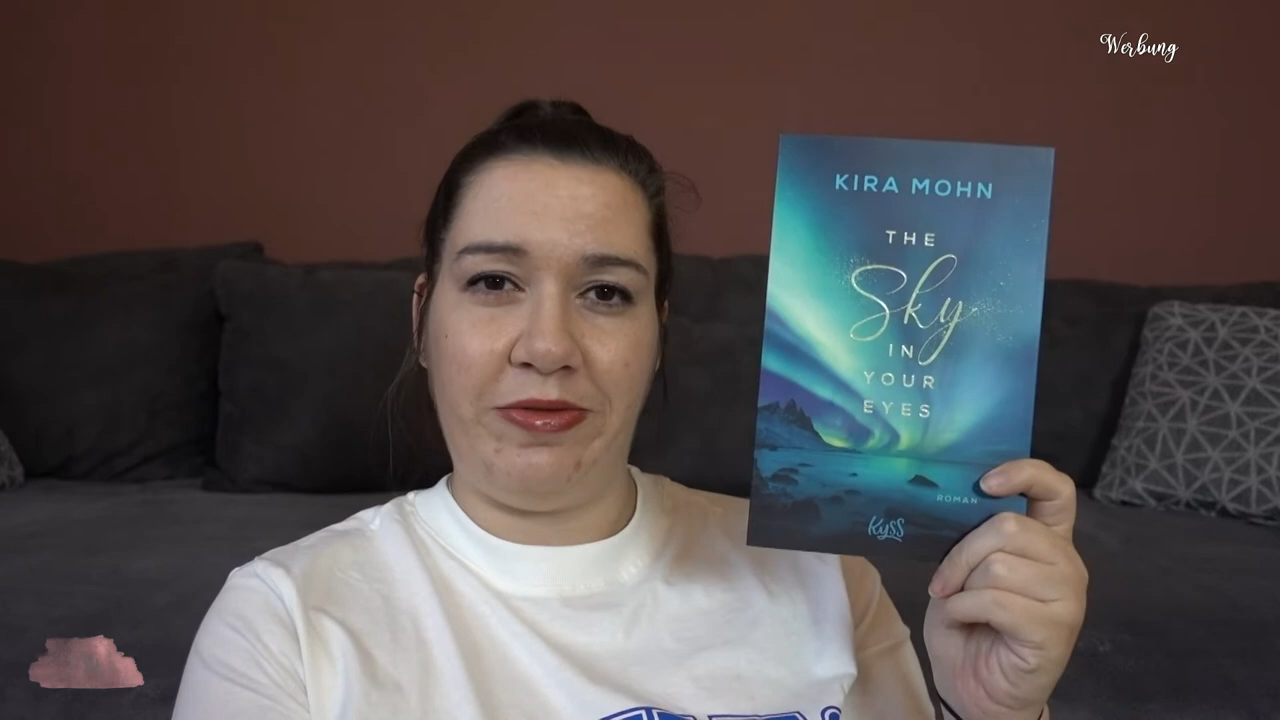 Werbung
KIRA MOHN
THE
Sky
IN
YOUR
EYES
ROMAN
Kyss